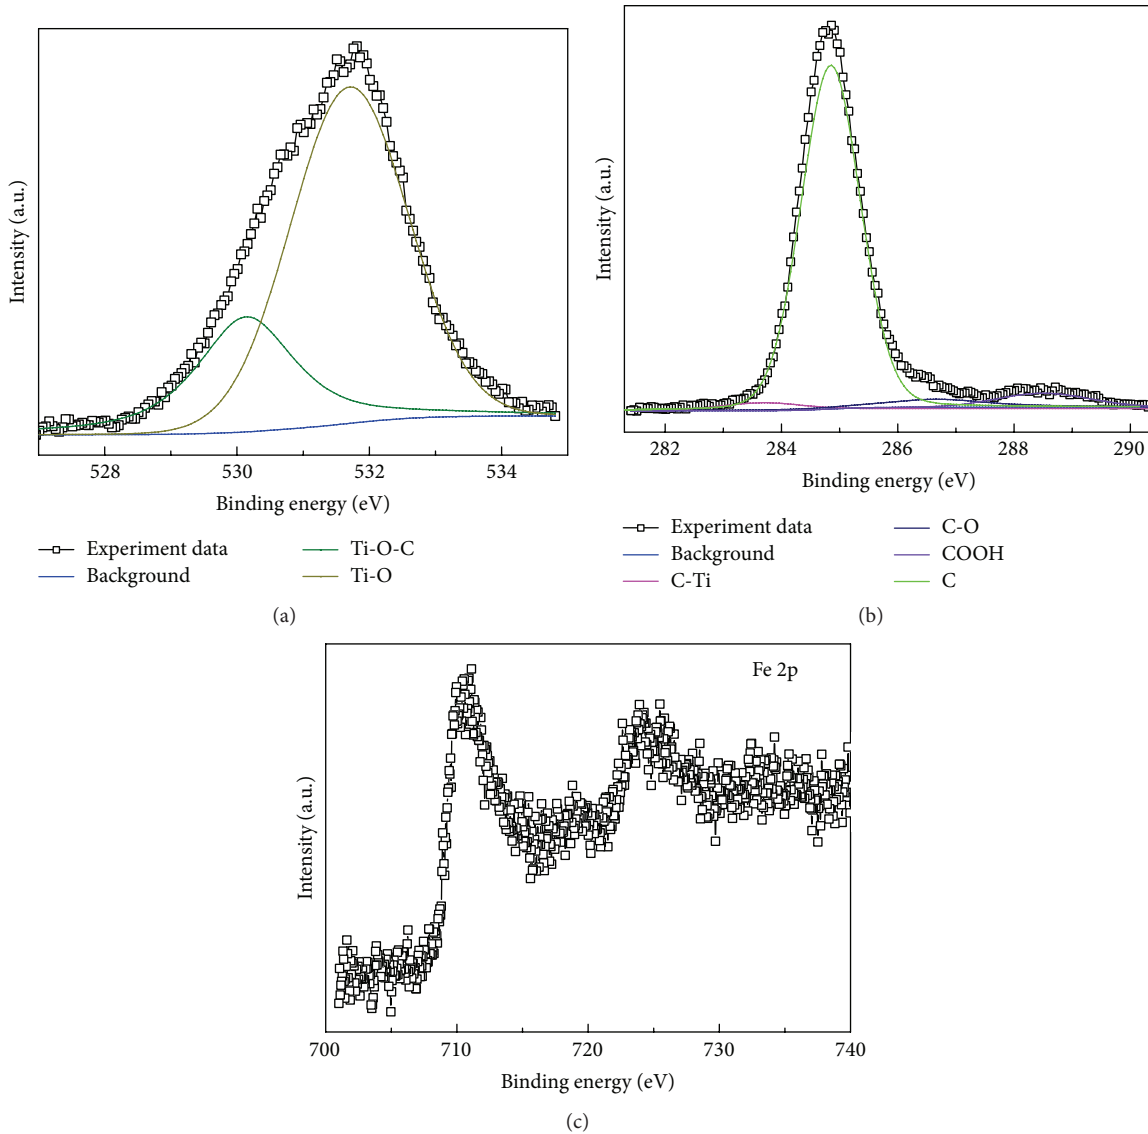 Intensity (a.u.)
528 530 532 534
Binding energy (eV)
Experiment data
Background
Ti-O-C
Ti-O
(a)
Intensity (a.u.)
282 284 286 288 290
Binding energy (eV)
Experiment data
Background
C-Ti
C-O
COOH
C
(b)
Fe 2p
Intensity (a.u.)
700 710 720 730 740
Binding energy (eV)
(c)